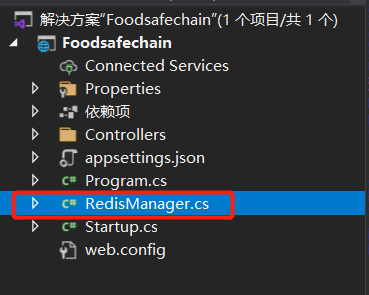 解决方案"Foodsafechain"(1 个项目/共 1 个)
Foodsafechain
Connected Services
Properties
依赖项
Controllers
appsettings.json
Program.cs
RedisManager.cs
Startup.cs
web.config